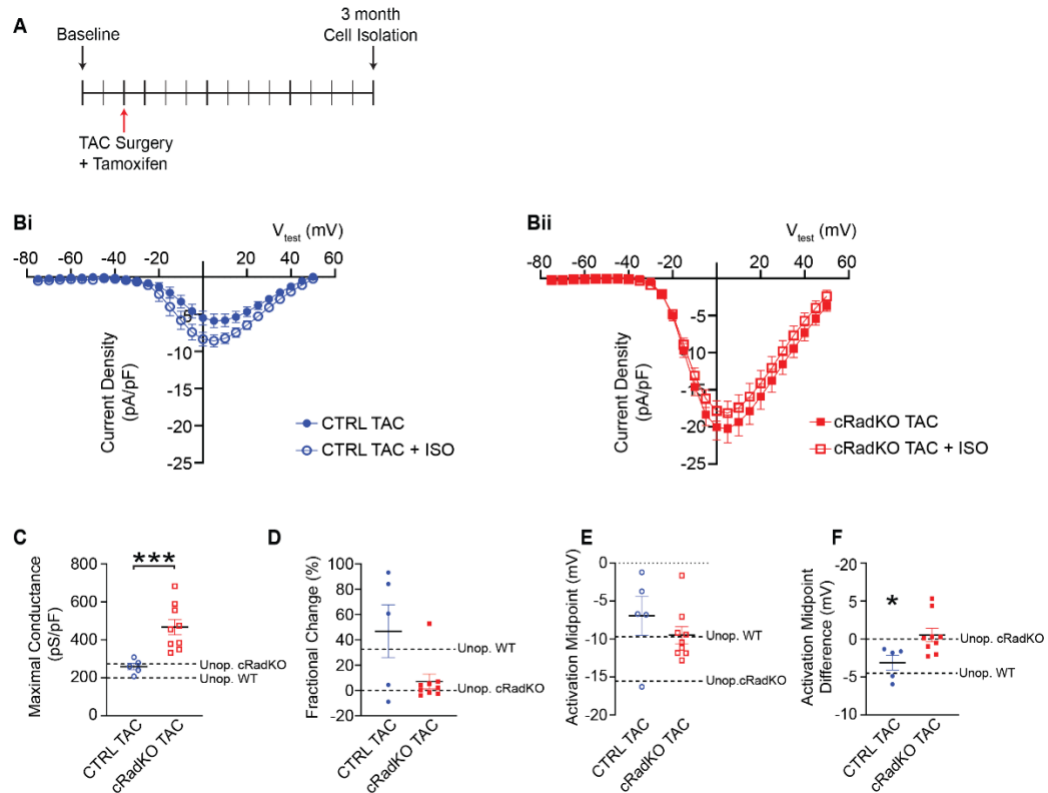 A
Baseline
3 month
Cell Isolation
TAC Surgery
+ Tamoxifen
Bi
V_test (mV)
-80 -60 -40 -20 20 40 60
-5
-10
-15
-20
-25
Current Density
(pA/pF)
CTRL TAC
CTRL TAC + ISO
Bii
V_test (mV)
-80 -60 -40 -20 20 40 60
-5
-10
-15
-20
-25
Current Density
(pA/pF)
cRadKO TAC
cRadKO TAC + ISO
C
Maximal Conductance
(pS/pF)
800
600
400
200
0
***
Unop. cRadKO
Unop. WT
CTRL TAC
cRadKO TAC
D
Fractional Change (%)
100
80
60
40
20
0
-20
Unop. WT
Unop. cRadKO
CTRL TAC
cRadKO TAC
E
Activation Midpoint (mV)
0
-5
-10
-15
-20
Unop. WT
Unop.cRadKO
CTRL TAC
cRadKO TAC
F
Activation Midpoint
Difference (mV)
-20
5
0
-5
-10
*
Unop. cRadKO
Unop. WT
CTRL TAC
cRadKO TAC